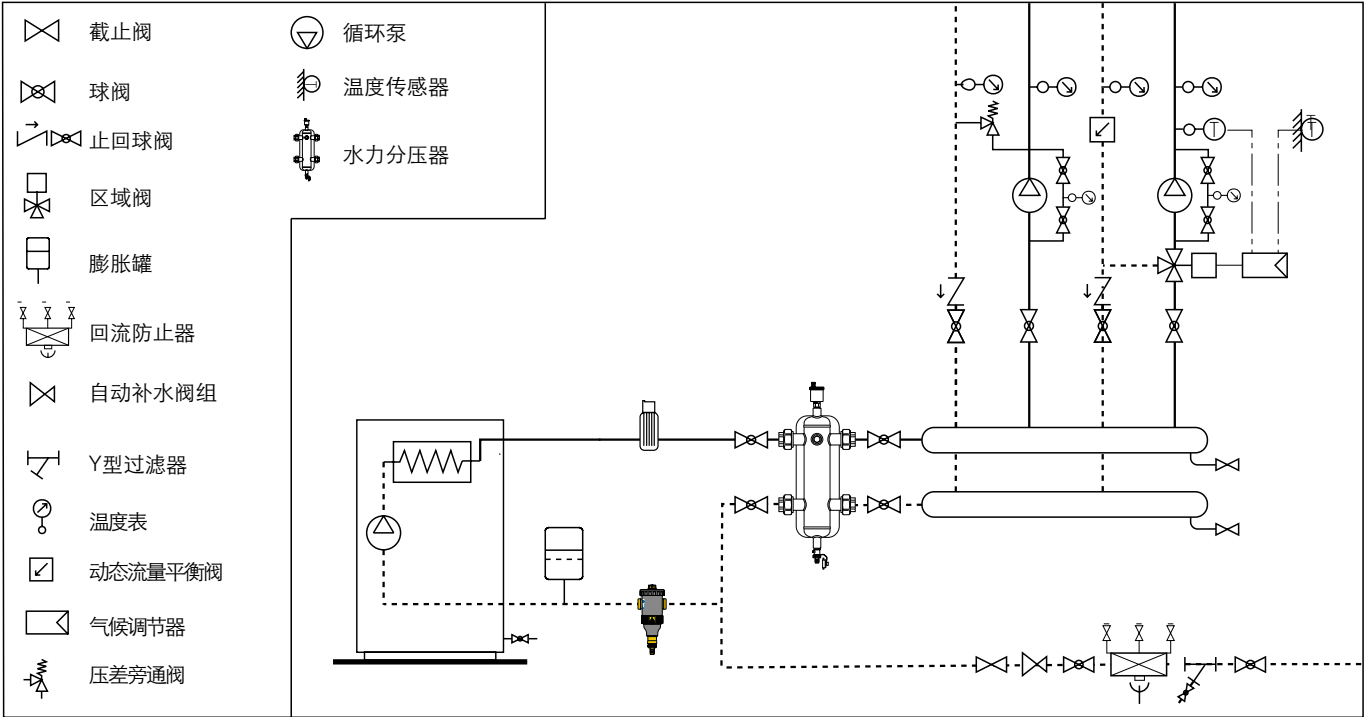 截止阀
球阀
止回球阀
区域阀
膨胀罐
回流防止器
自动补水阀组
Y型过滤器
温度表
动态流量平衡阀
气候调节器
压差旁通阀
循环泵
温度传感器
水力分压器
T
T
T